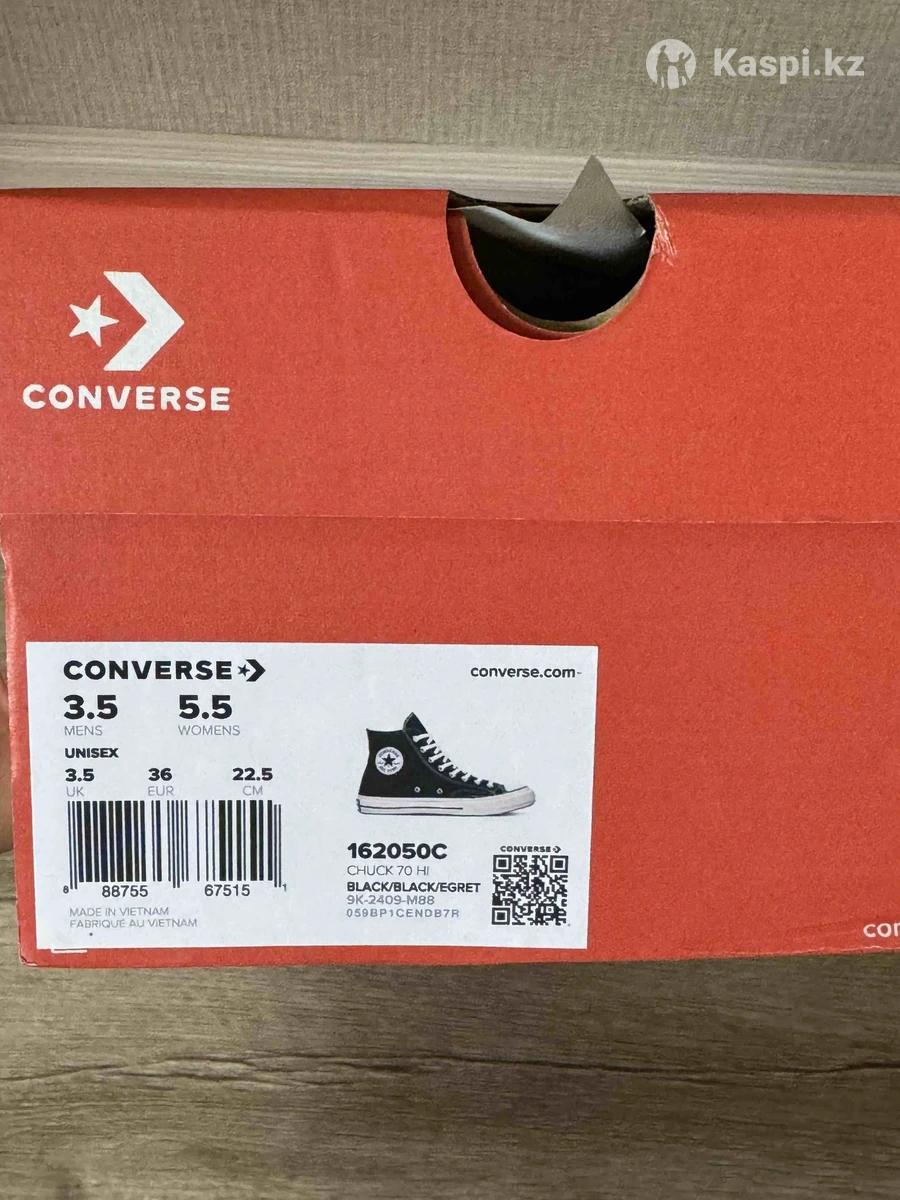 Kaspi.kz
CONVERSE
CONVERSE
converse.com
3.5 5.5
MENS WOMENS
UNISEX
3.5 36 22.5
UK EUR CM
8 88755 67515 1
MADE IN VIETNAM
FABRIQUÉ AU VIETNAM
162050C
CHUCK 70 HI
BLACK/BLACK/EGRET
9K-2409-M88
059BP1CENDB7R
CONVERSE
con